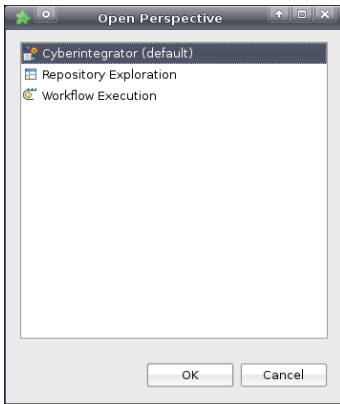 Open Perspective
Cyberintegrator (default)
Repository Exploration
Workflow Execution
OK Cancel